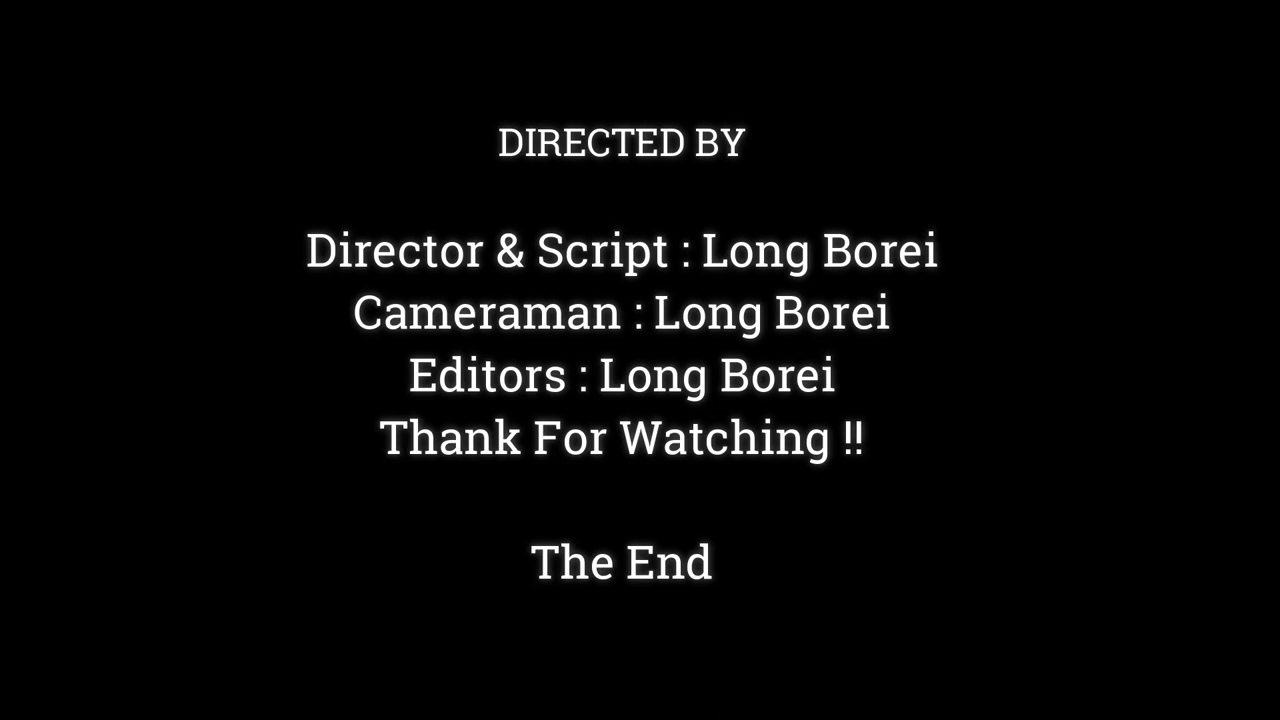 DIRECTED BY
Director & Script : Long Borei
Cameraman : Long Borei
Editors : Long Borei
Thank For Watching !!
The End